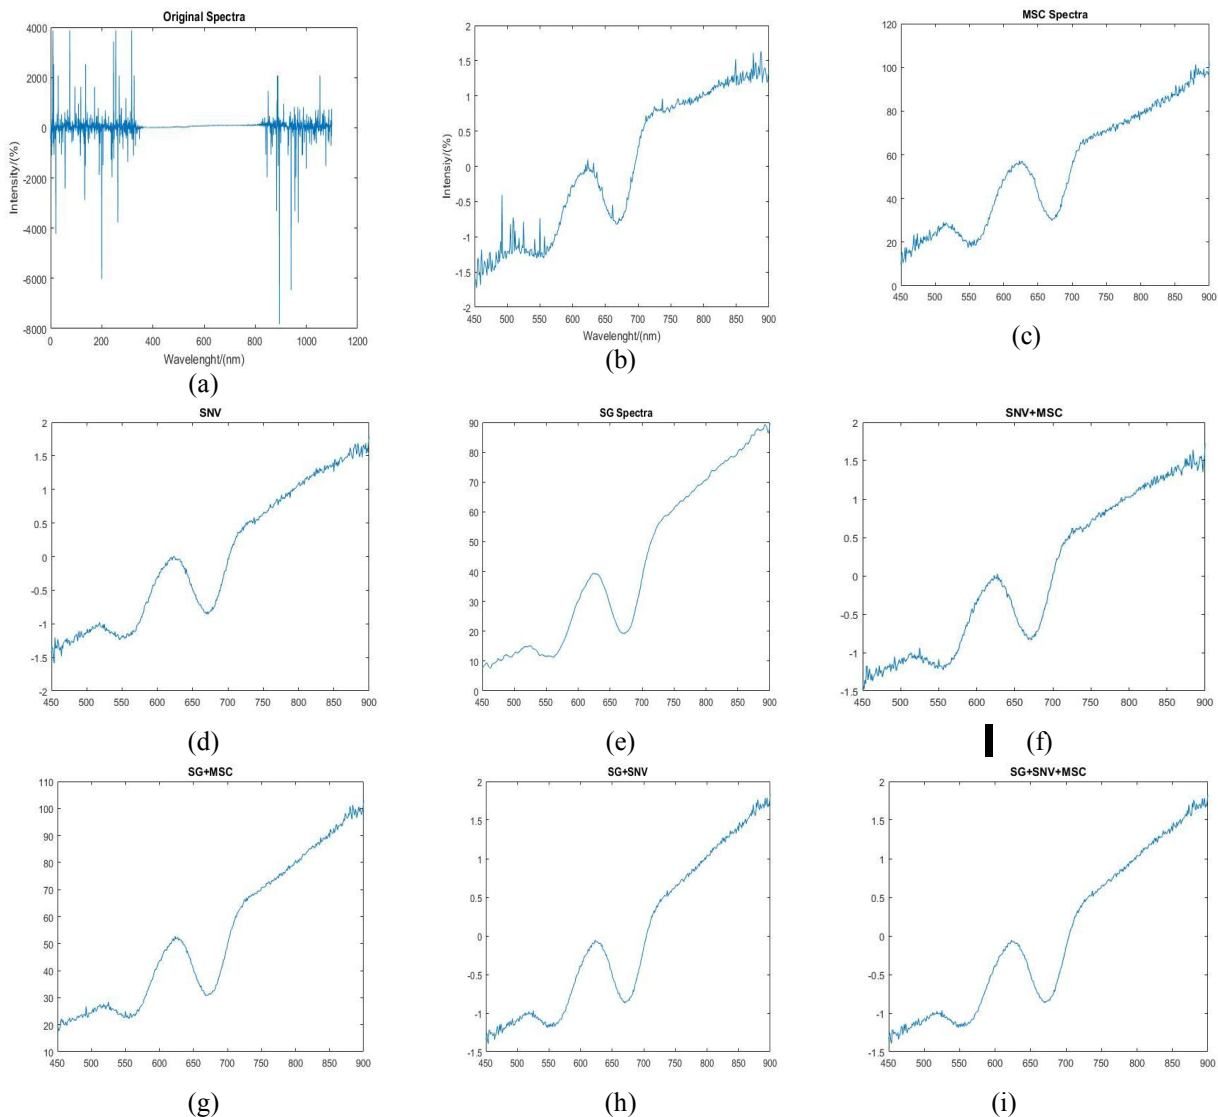 Original Spectra
4000
2000
0
-2000
-4000
-6000
-8000
Intensity/(%)
0 200 400 600 800 1000 1200
Wavelenght/(nm)
(a)
2
1.5
1
0.5
0
-0.5
-1
-1.5
-2
Intensiy/(%)
450 500 550 600 650 700 750 800 850 900
Wavelenght/(nm)
(b)
MSC Spectra
120
100
80
60
40
20
0
450 500 550 600 650 700 750 800 850 900
(c)
SNV
2
1.5
1
0.5
0
-0.5
-1
-1.5
-2
450 500 550 600 650 700 750 800 850 900
(d)
SG Spectra
90
80
70
60
50
40
30
20
10
0
450 500 550 600 650 700 750 800 850 900
(e)
SNV+MSC
2
1.5
1
0.5
0
-0.5
-1
-1.5
450 500 550 600 650 700 750 800 850 900
(f)
SG+MSC
110
100
90
80
70
60
50
40
30
20
10
450 500 550 600 650 700 750 800 850 900
(g)
SG+SNV
2
1.5
1
0.5
0
-0.5
-1
-1.5
450 500 550 600 650 700 750 800 850 900
(h)
SG+SNV+MSC
2
1.5
1
0.5
0
-0.5
-1
-1.5
450 500 550 600 650 700 750 800 850 900
(i)